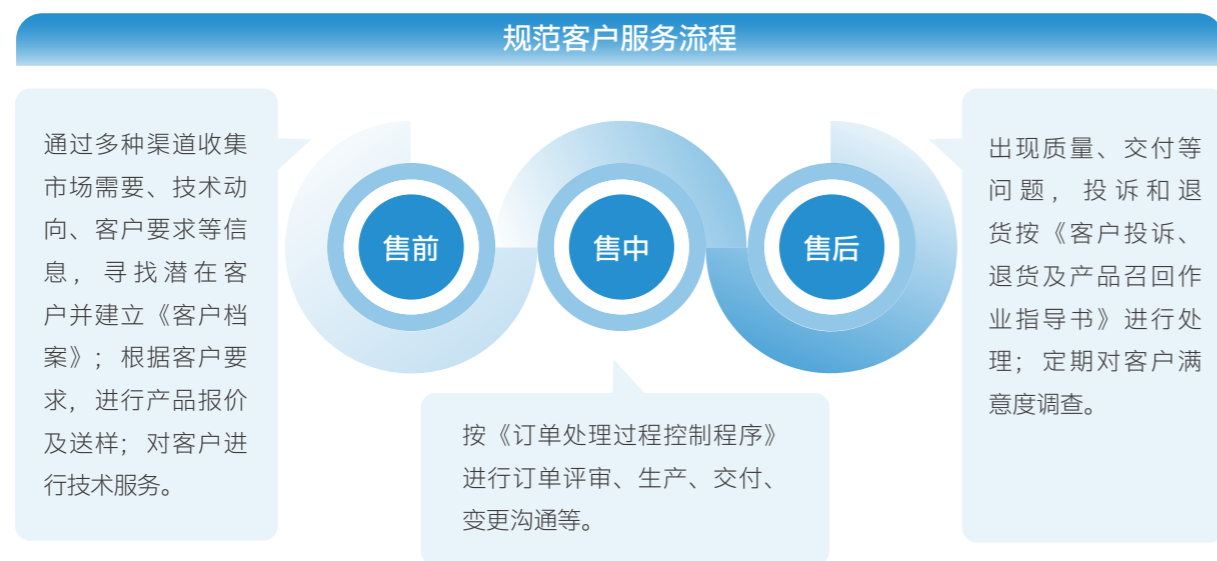 规范客户服务流程
通过多种渠道收集
市场需要、技术动
向、客户要求等信
息，寻找潜在客
户并建立《客户档
案》；根据客户要
求，进行产品报价
及送样；对客户进
行技术服务。
售前
售中
售后
按《订单处理过程控制程序》
进行订单评审、生产、交付、
变更沟通等。
出现质量、交付等
问题，投诉和退
货按《客户投诉、
退货及产品召回作
业指导书》进行处
理；定期对客户满
意度调查。